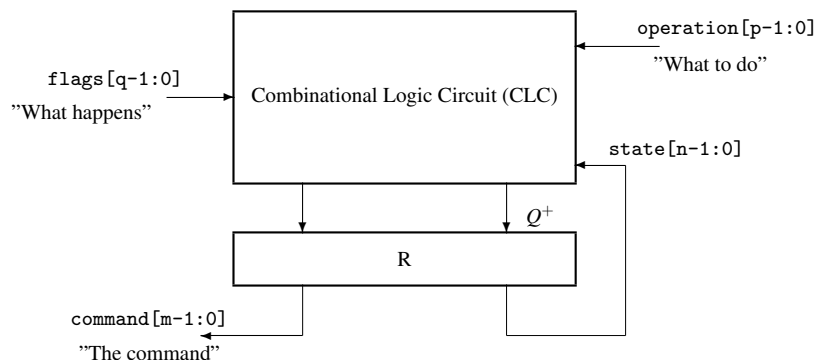 operation[p-1:0]
"What to do"
flags[q-1:0]
"What happens"
Combinational Logic Circuit (CLC)
state[n-1:0]
Q+
R
command[m-1:0]
"The command"